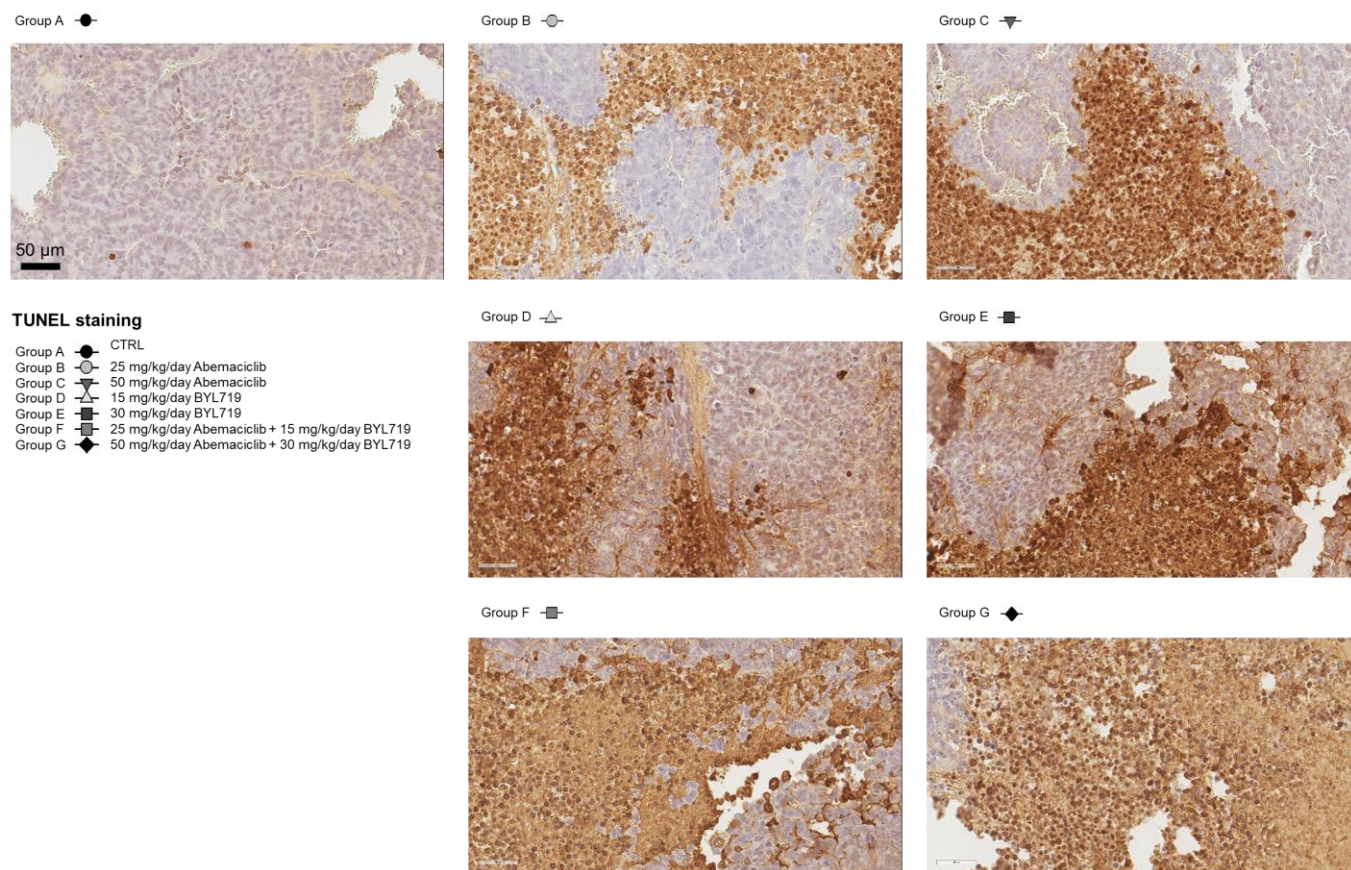 Group A
Group B
Group C
50 µm
TUNEL staining
Group A CTRL
Group B 25 mg/kg/day Abemaciclib
Group C 50 mg/kg/day Abemaciclib
Group D 15 mg/kg/day BYL719
Group E 30 mg/kg/day BYL719
Group F 25 mg/kg/day Abemaciclib + 15 mg/kg/day BYL719
Group G 50 mg/kg/day Abemaciclib + 30 mg/kg/day BYL719
Group D
Group E
Group F
Group G